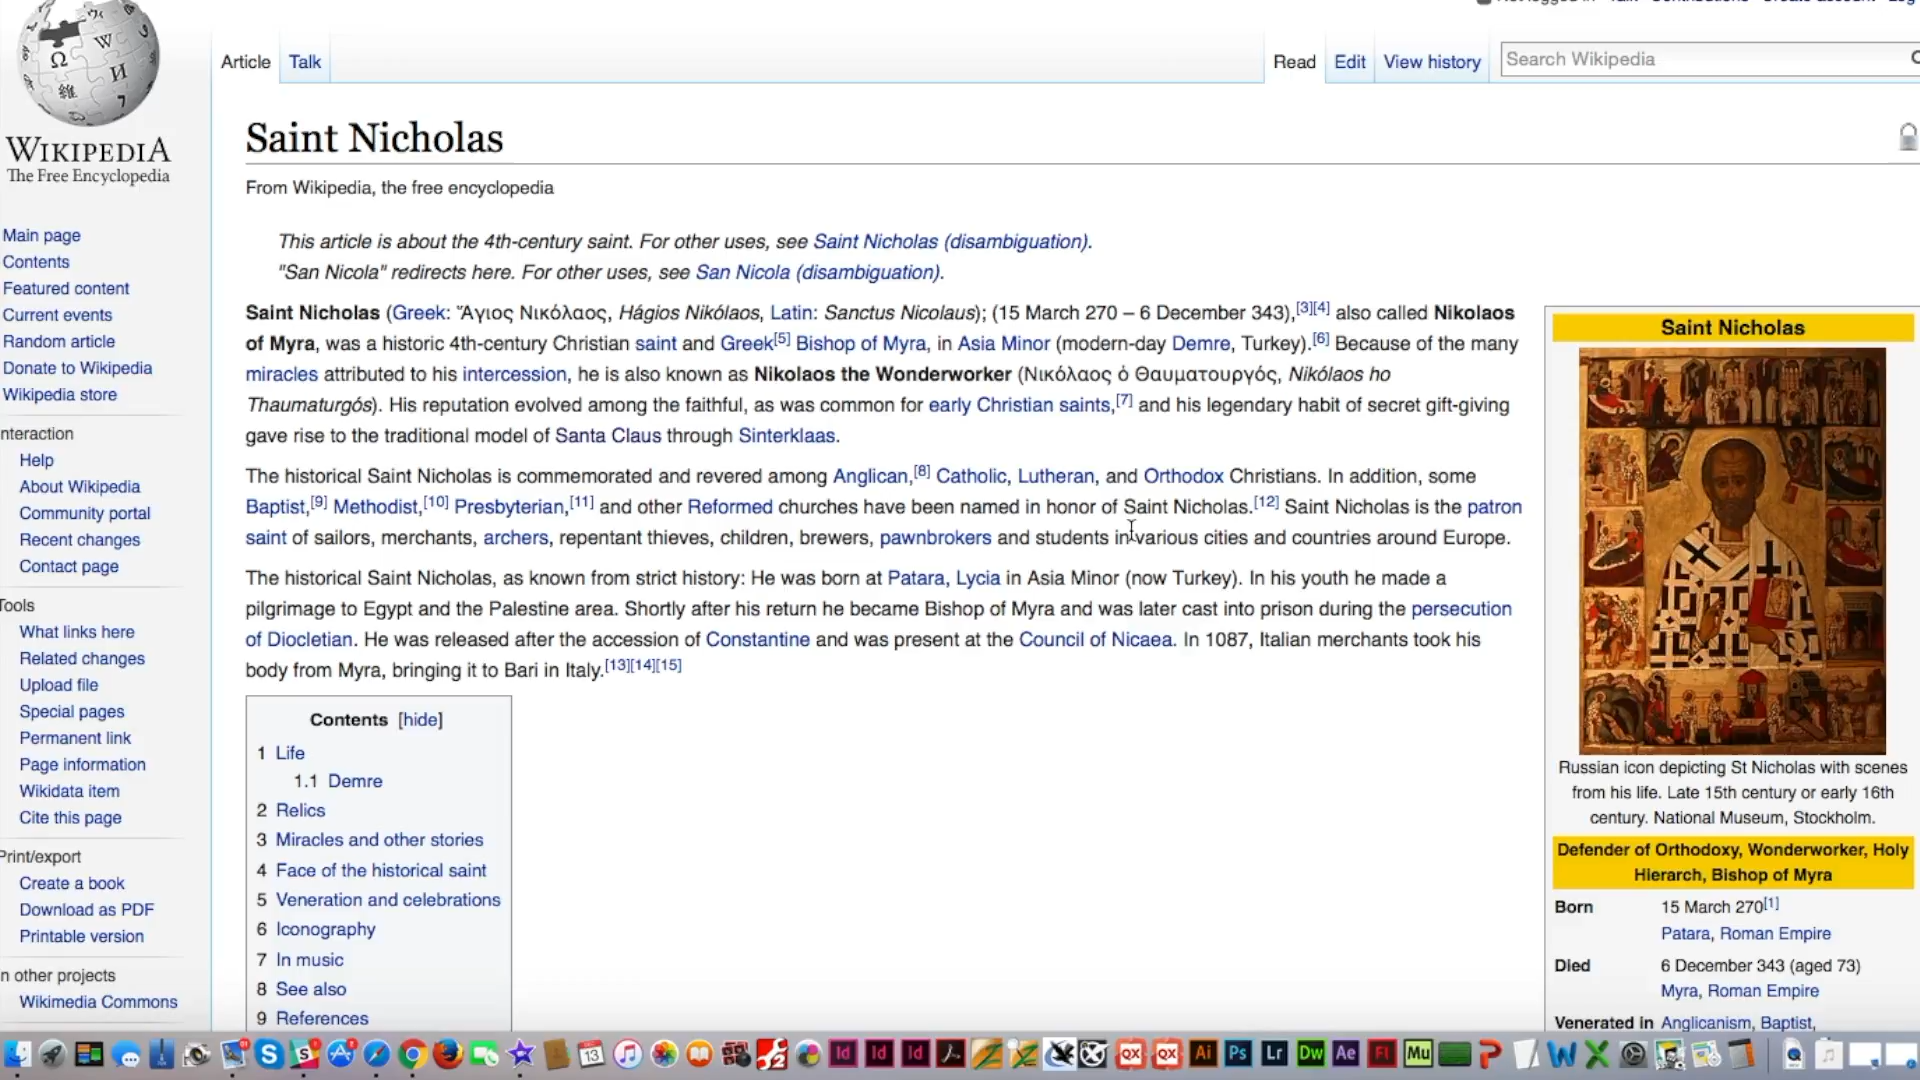 Article
Talk
Read
Edit
View history
Search Wikipedia
WIKIPEDIA
The Free Encyclopedia
Main page
Contents
Featured content
Current events
Random article
Donate to Wikipedia
Wikipedia store
nteraction
Help
About Wikipedia
Community portal
Recent changes
Contact page
Tools
What links here
Related changes
Upload file
Special pages
Permanent link
Page information
Wikidata item
Cite this page
Print/export
Create a book
Download as PDF
Printable version
n other projects
Wikimedia Commons
Saint Nicholas
From Wikipedia, the free encyclopedia
This article is about the 4th-century saint. For other uses, see Saint Nicholas (disambiguation).
"San Nicola" redirects here. For other uses, see San Nicola (disambiguation).
Saint Nicholas (Greek: Ἅγιος Νικόλαος, Hágios Nikólaos, Latin: Sanctus Nicolaus); (15 March 270 – 6 December 343),[3][4] also called Nikolaos
of Myra, was a historic 4th-century Christian saint and Greek[5] Bishop of Myra, in Asia Minor (modern-day Demre, Turkey).[6] Because of the many
miracles attributed to his intercession, he is also known as Nikolaos the Wonderworker (Νικόλαος ὁ Θαυματουργός, Nikólaos ho
Thaumaturgós). His reputation evolved among the faithful, as was common for early Christian saints,[7] and his legendary habit of secret gift-giving
gave rise to the traditional model of Santa Claus through Sinterklaas.
The historical Saint Nicholas is commemorated and revered among Anglican,[8] Catholic, Lutheran, and Orthodox Christians. In addition, some
Baptist,[9] Methodist,[10] Presbyterian,[11] and other Reformed churches have been named in honor of Saint Nicholas.[12] Saint Nicholas is the patron
saint of sailors, merchants, archers, repentant thieves, children, brewers, pawnbrokers and students in various cities and countries around Europe.
The historical Saint Nicholas, as known from strict history: He was born at Patara, Lycia in Asia Minor (now Turkey). In his youth he made a
pilgrimage to Egypt and the Palestine area. Shortly after his return he became Bishop of Myra and was later cast into prison during the persecution
of Diocletian. He was released after the accession of Constantine and was present at the Council of Nicaea. In 1087, Italian merchants took his
body from Myra, bringing it to Bari in Italy.[13][14][15]
Contents [hide]
1 Life
1.1 Demre
2 Relics
3 Miracles and other stories
4 Face of the historical saint
5 Veneration and celebrations
6 Iconography
7 In music
8 See also
9 References
Saint Nicholas
Russian icon depicting St Nicholas with scenes
from his life. Late 15th century or early 16th
century. National Museum, Stockholm.
Defender of Orthodoxy, Wonderworker, Holy
Hierarch, Bishop of Myra
Born 15 March 270[1]
Patara, Roman Empire
Died 6 December 343 (aged 73)
Myra, Roman Empire
Venerated in Anglicanism, Baptist,
13 Id Id Id QX QX Ai Ps Lr Dw Ae Fl Mu